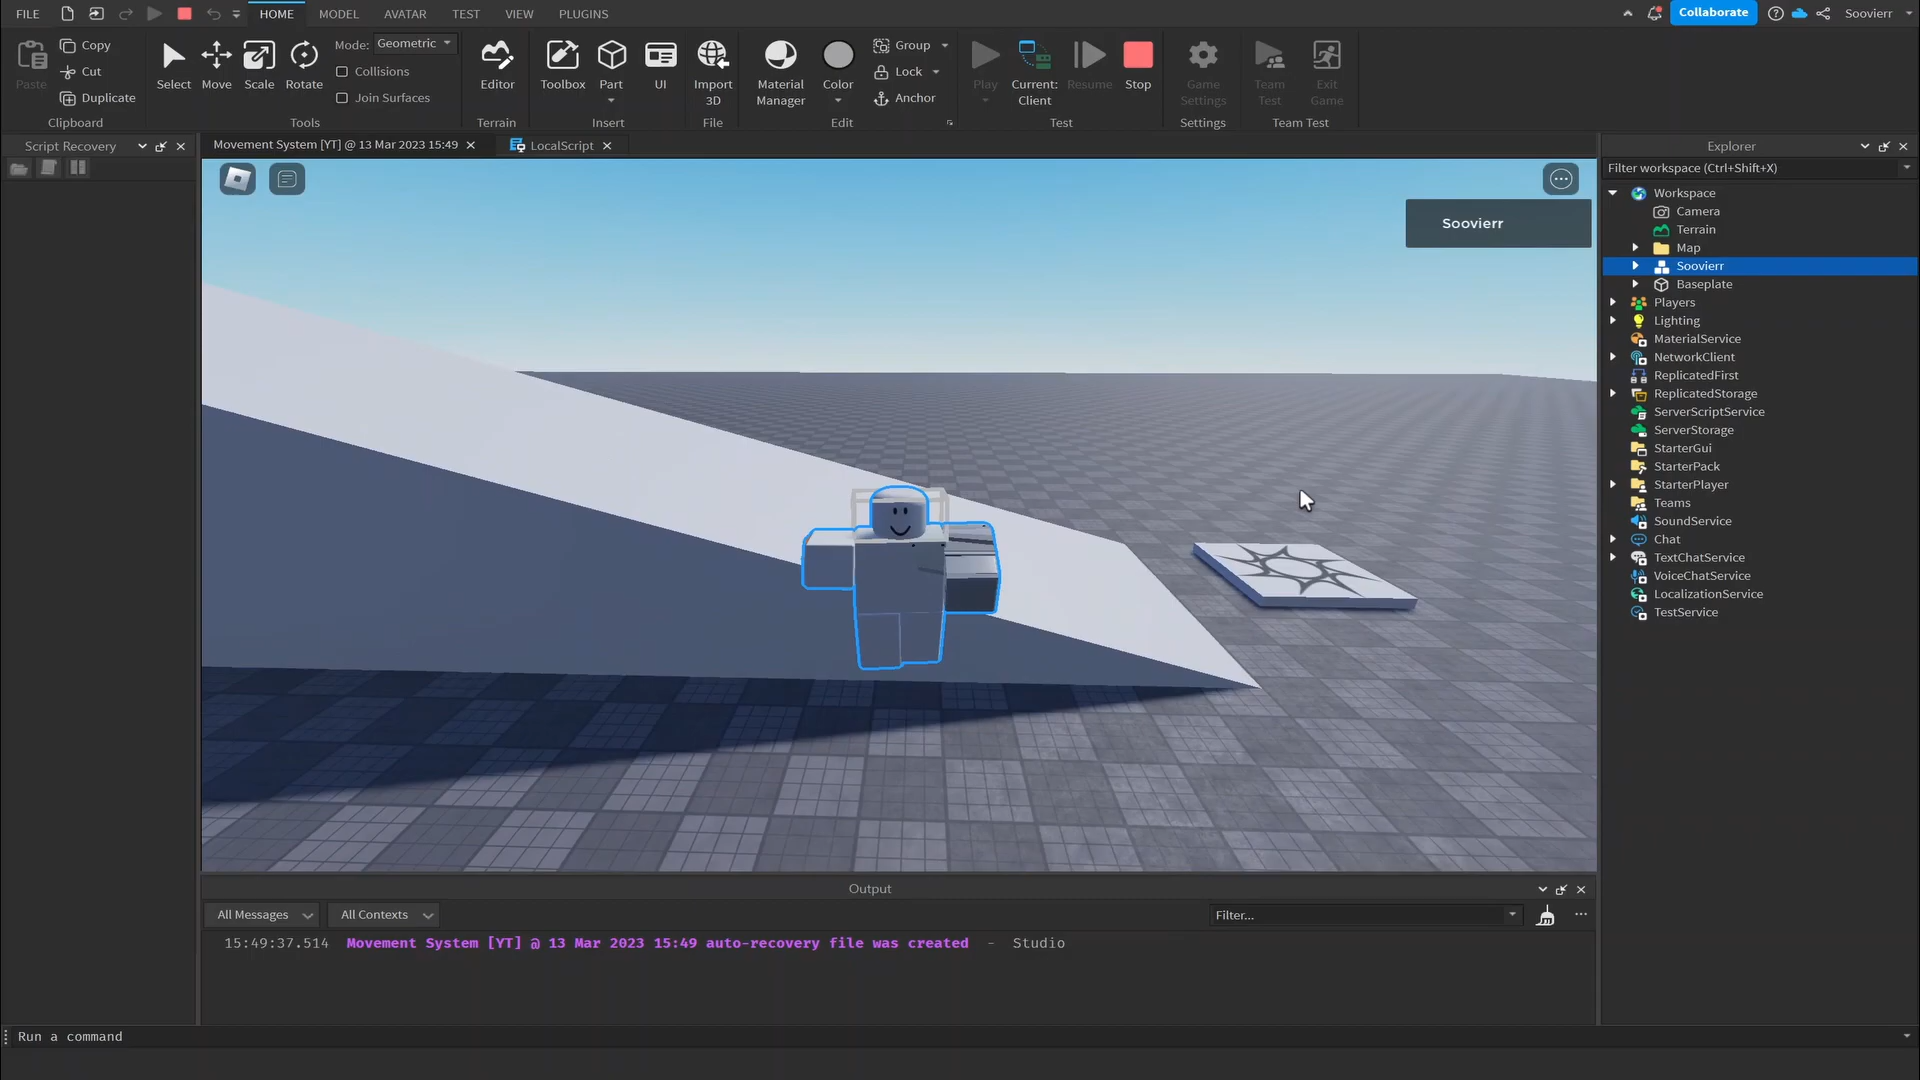 FILE
HOME
MODEL
AVATAR
TEST
VIEW
PLUGINS
Collaborate
Soovierr
Paste
Copy
Cut
Duplicate
Clipboard
Select
Move
Scale
Rotate
Mode: Geometric
Collisions
Join Surfaces
Tools
Editor
Terrain
Toolbox
Part
UI
Insert
Import
3D
File
Material
Manager
Color
Group
Lock
Anchor
Edit
Play
Current:
Client
Resume
Stop
Test
Game
Settings
Settings
Team
Test
Exit
Game
Team Test
Script Recovery
Movement System [YT] @ 13 Mar 2023 15:49
LocalScript
Soovierr
Explorer
Filter workspace (Ctrl+Shift+X)
Workspace
Camera
Terrain
Map
Soovierr
Baseplate
Players
Lighting
MaterialService
NetworkClient
ReplicatedFirst
ReplicatedStorage
ServerScriptService
ServerStorage
StarterGui
StarterPack
StarterPlayer
Teams
SoundService
Chat
TextChatService
VoiceChatService
LocalizationService
TestService
Output
All Messages
All Contexts
Filter...
15:49:37.514 Movement System [YT] @ 13 Mar 2023 15:49 auto-recovery file was created - Studio
Run a command